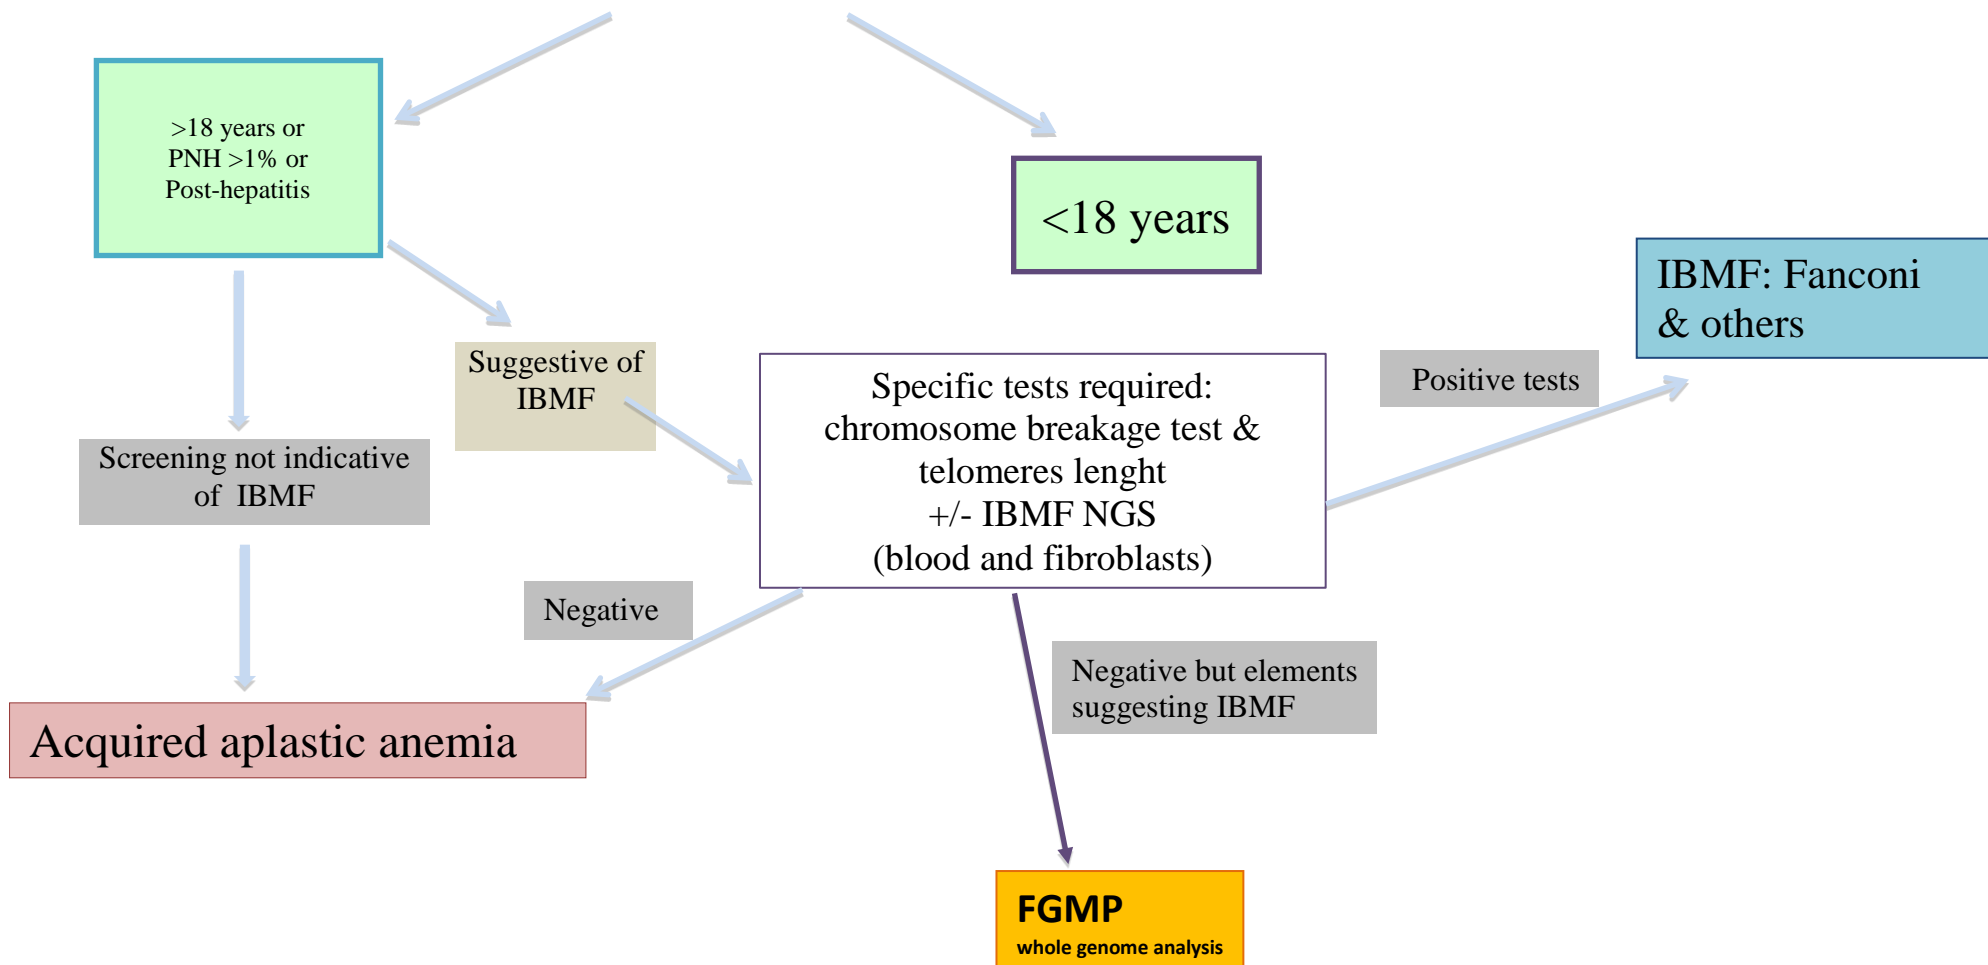 >18 years or
PNH >1% or
Post-hepatitis
<18 years
IBMF: Fanconi
& others
Suggestive of
IBMF
Specific tests required:
chromosome breakage test &
telomeres lenght
+/- IBMF NGS
(blood and fibroblasts)
Positive tests
Screening not indicative
of IBMF
Negative
Negative but elements
suggesting IBMF
Acquired aplastic anemia
FGMP
whole genome analysis